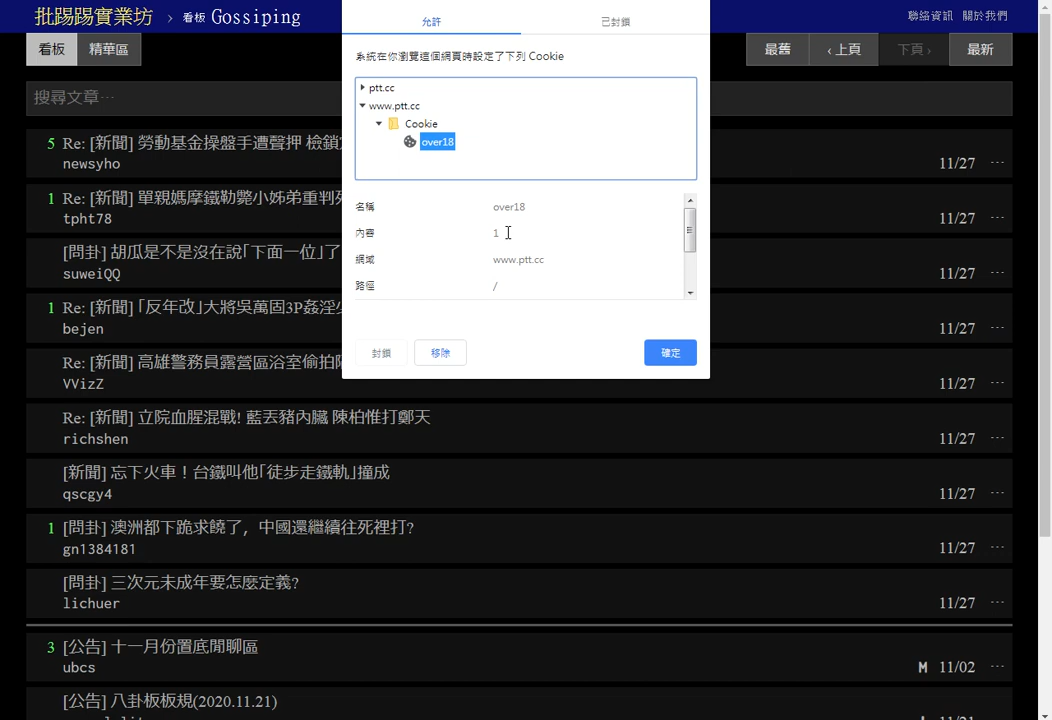 批踢踢實業坊 › 看板 Gossiping
聯絡資訊 關於我們
看板 精華區
最舊 ‹ 上頁 下頁 › 最新
搜尋文章⋯
允許 已封鎖
系統在你瀏覽這個網頁時設定了下列 Cookie
ptt.cc
www.ptt.cc
Cookie
over18
名稱 over18
內容 1
網域 www.ptt.cc
路徑 /
封鎖 移除 確定
5 Re: [新聞] 勞動基金操盤手遭聲押 檢鎖
newsyho 11/27 ⋯
1 Re: [新聞] 單親媽摩鐵勒斃小姊弟重判
tpht78 11/27 ⋯
[問卦] 胡瓜是不是沒在說「下面一位」了
suweiQQ 11/27 ⋯
1 Re: [新聞] 「反年改」大將吳萬固3P姦淫
bejen 11/27 ⋯
Re: [新聞] 高雄警務員露營區浴室偷拍
VVizZ 11/27 ⋯
Re: [新聞] 立院血腥混戰! 藍丟豬內臟 陳柏惟打鄭天
richshen 11/27 ⋯
[新聞] 忘下火車！台鐵叫他「徒步走鐵軌」撞成
qscgy4 11/27 ⋯
1 [問卦] 澳洲都下跪求饒了，中國還繼續往死裡打?
gn1384181 11/27 ⋯
[問卦] 三次元未成年要怎麼定義?
lichuer 11/27 ⋯
3 [公告] 十一月份置底閒聊區
ubcs M 11/02 ⋯
[公告] 八卦板板規(2020.11.21)